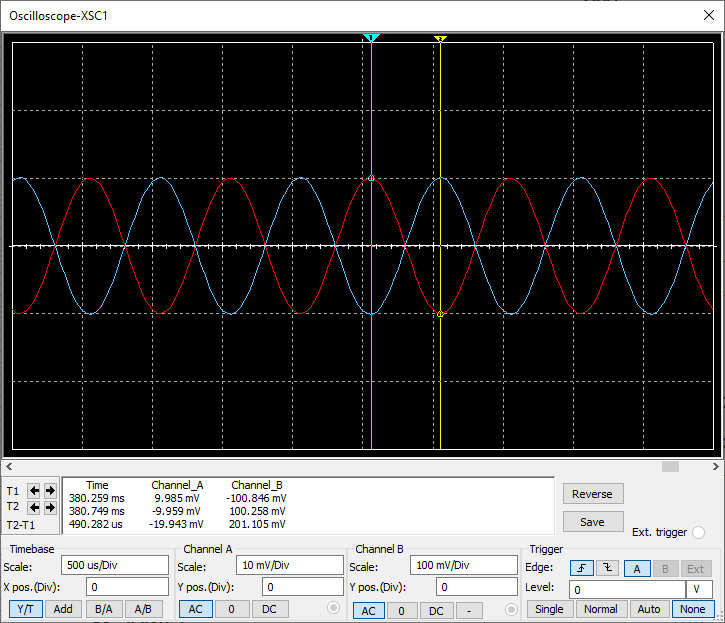 Oscilloscope-XSC1
1 2
Time Channel_A Channel_B
T1 380.259 ms 9.985 mV -100.846 mV
T2 380.749 ms -9.959 mV 100.258 mV
T2-T1 490.282 us -19.943 mV 201.105 mV
Reverse
Save
Ext. trigger
Timebase
Scale: 500 us/Div
X pos.(Div): 0
Y/T Add B/A A/B
Channel A
Scale: 10 mV/Div
Y pos.(Div): 0
AC 0 DC
Channel B
Scale: 100 mV/Div
Y pos.(Div): 0
AC 0 DC -
Trigger
Edge: A B Ext
Level: 0 V
Single Normal Auto None